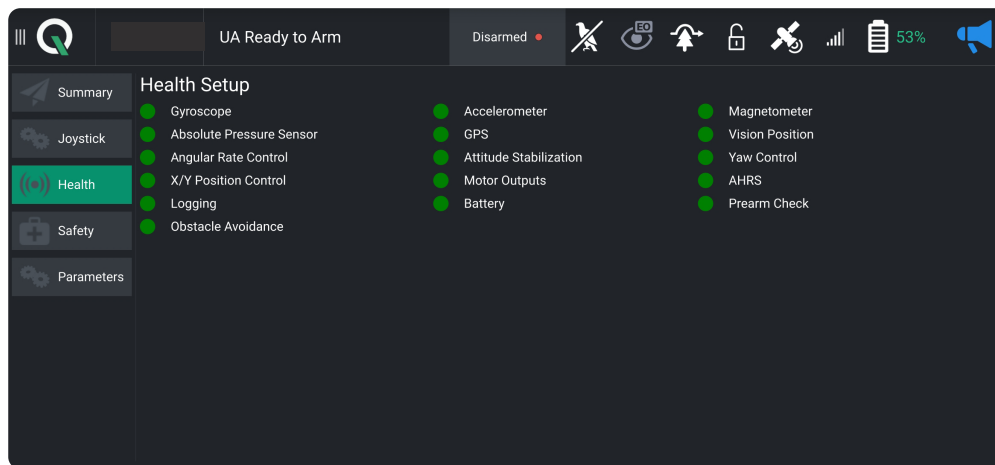 UA Ready to Arm
Disarmed
EO
53%
Summary
Joystick
Health
Safety
Parameters
Health Setup
Gyroscope
Accelerometer
Magnetometer
Absolute Pressure Sensor
GPS
Vision Position
Angular Rate Control
Attitude Stabilization
Yaw Control
X/Y Position Control
Motor Outputs
AHRS
Logging
Battery
Prearm Check
Obstacle Avoidance